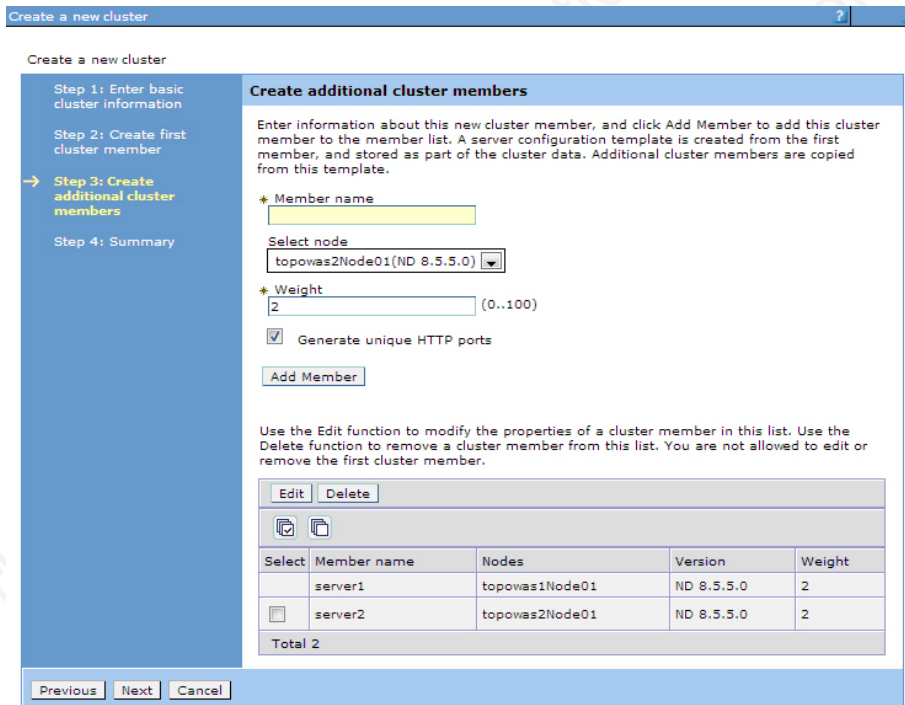 Create a new cluster
?
Create a new cluster
Step 1: Enter basic
cluster information
Step 2: Create first
cluster member
Step 3: Create
additional cluster
members
Step 4: Summary
Create additional cluster members
Enter information about this new cluster member, and click Add Member to add this cluster
member to the member list. A server configuration template is created from the first
member, and stored as part of the cluster data. Additional cluster members are copied
from this template.
* Member name
Select node
topowas2Node01(ND 8.5.5.0)
* Weight
2 (0..100)
Generate unique HTTP ports
Add Member
Use the Edit function to modify the properties of a cluster member in this list. Use the
Delete function to remove a cluster member from this list. You are not allowed to edit or
remove the first cluster member.
Edit Delete
Select Member name Nodes Version Weight
server1 topowas1Node01 ND 8.5.5.0 2
server2 topowas2Node01 ND 8.5.5.0 2
Total 2
Previous Next Cancel